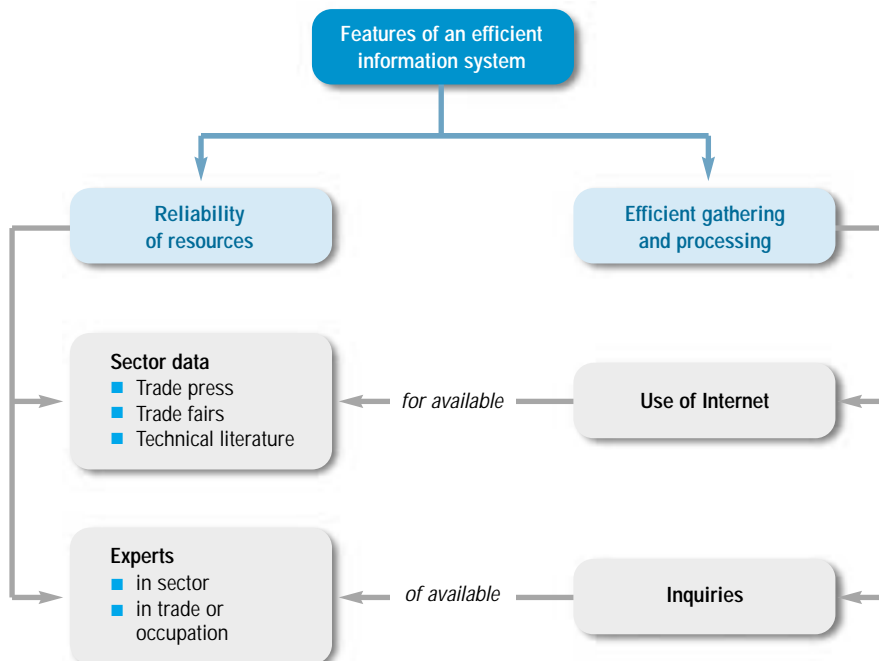 Features of an efficient
information system
Reliability
of resources
Efficient gathering
and processing
Sector data
Trade press
Trade fairs
Technical literature
for available
Use of Internet
Experts
in sector
in trade or
occupation
of available
Inquiries